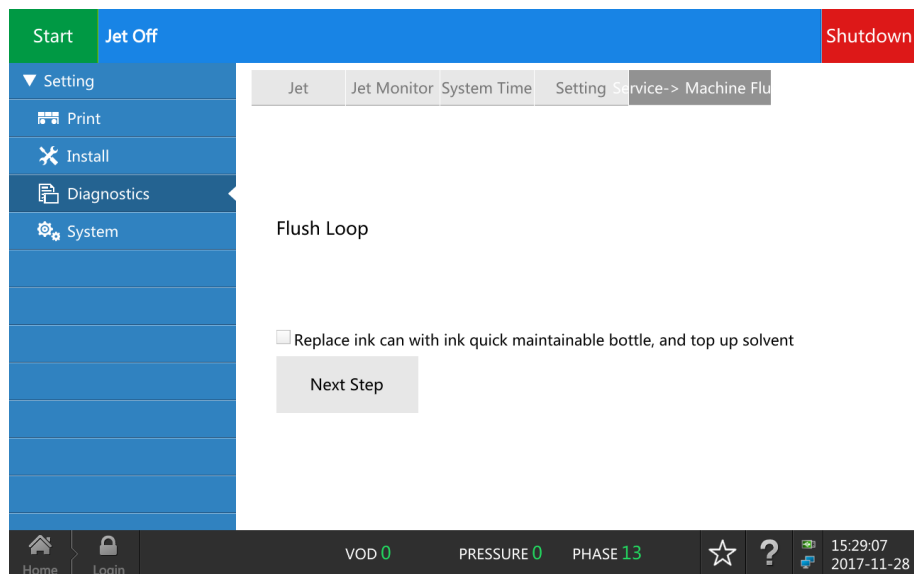 Start
Jet Off
Shutdown
Setting
Print
Install
Diagnostics
System
Jet
Jet Monitor
System Time
Setting
Service-> Machine Flu
Flush Loop
Replace ink can with ink quick maintainable bottle, and top up solvent
Next Step
Home
Login
VOD 0
PRESSURE 0
PHASE 13
?
15:29:07
2017-11-28